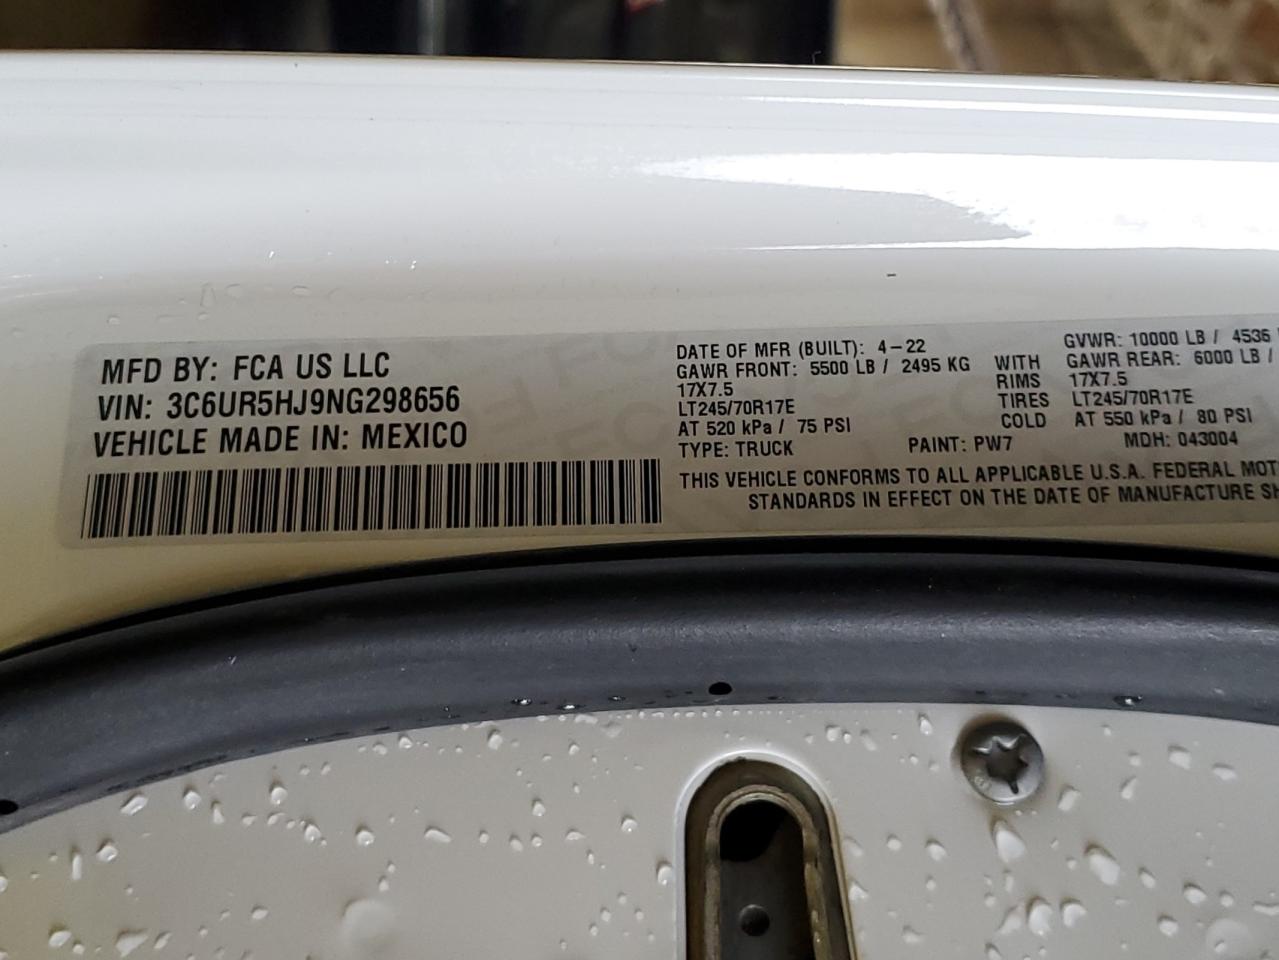 MFD BY: FCA US LLC
VIN: 3C6UR5HJ9NG298656
VEHICLE MADE IN: MEXICO
DATE OF MFR (BUILT): 4-22
GAWR FRONT: 5500 LB / 2495 KG
17X7.5
LT245/70R17E
AT 520 kPa / 75 PSI
TYPE: TRUCK
WITH
RIMS
TIRES
COLD
PAINT: PW7
GVWR: 10000 LB / 4536
GAWR REAR: 6000 LB /
17X7.5
LT245/70R17E
AT 550 kPa / 80 PSI
MDH: 043004
THIS VEHICLE CONFORMS TO ALL APPLICABLE U.S.A. FEDERAL MOT
STANDARDS IN EFFECT ON THE DATE OF MANUFACTURE SH